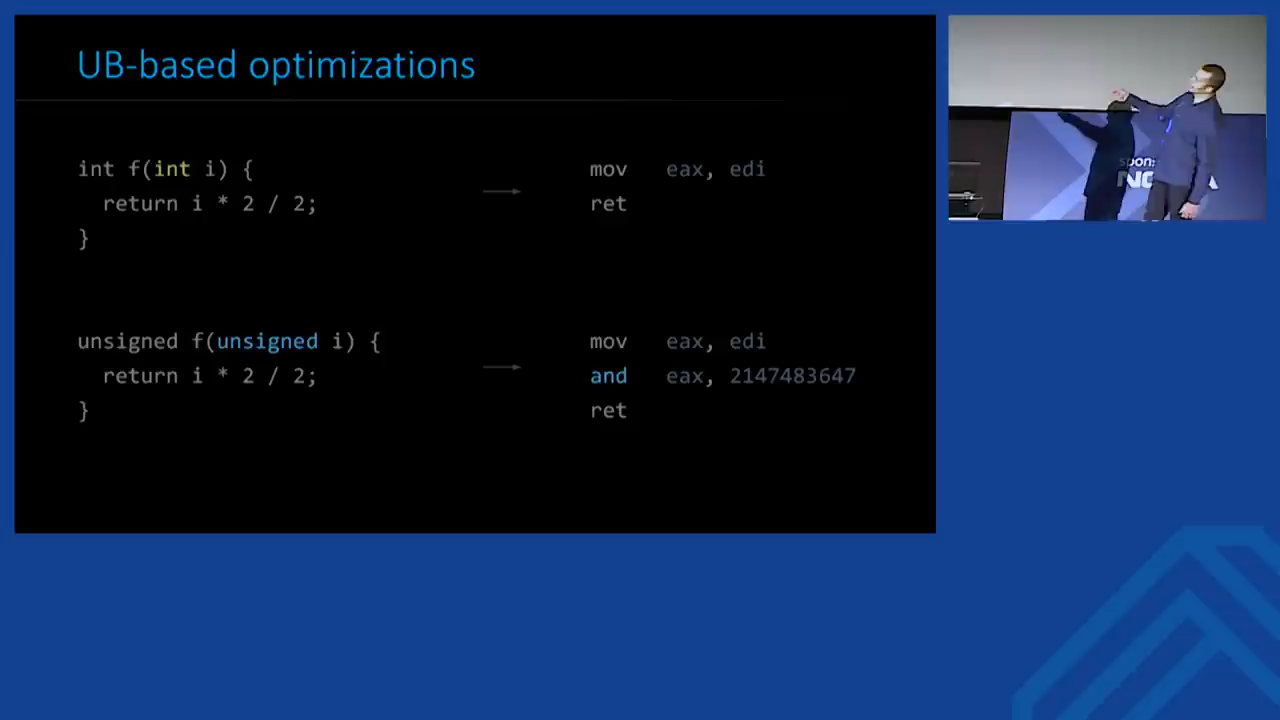 UB-based optimizations
int f(int i) {
return i * 2 / 2;
}
mov eax, edi
ret
unsigned f(unsigned i) {
return i * 2 / 2;
}
mov eax, edi
and eax, 2147483647
ret